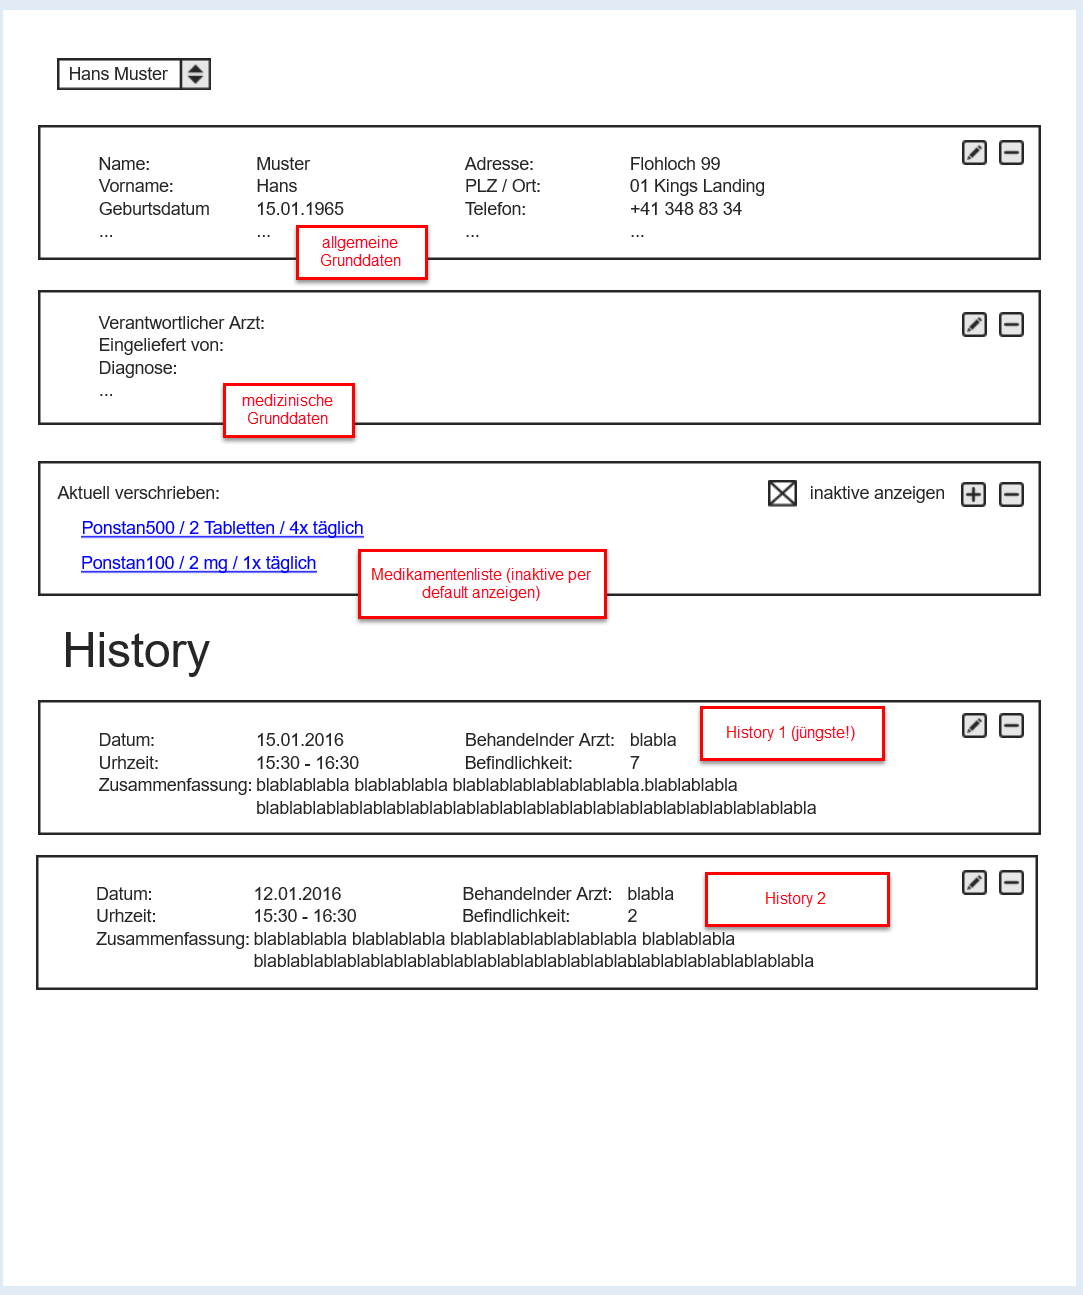 Hans Muster
Name: Muster Adresse: Flohloch 99
Vorname: Hans PLZ / Ort: 01 Kings Landing
Geburtsdatum 15.01.1965 Telefon: +41 348 83 34
... ... ... ...
allgemeine
Grunddaten
Verantwortlicher Arzt:
Eingeliefert von:
Diagnose:
...
medizinische
Grunddaten
Aktuell verschrieben: inaktive anzeigen
Ponstan500 / 2 Tabletten / 4x täglich
Ponstan100 / 2 mg / 1x täglich
Medikamentenliste (inaktive per
default anzeigen)
History
Datum: 15.01.2016 Behandelnder Arzt: blabla
History 1 (jüngste!)
Urhzeit: 15:30 - 16:30 Befindlichkeit: 7
Zusammenfassung: blablablabla blablablabla blablablablablablablabla blablablabla
blablablablablablablablablablablablablablablablablablablablablablablabla
Datum: 12.01.2016 Behandelnder Arzt: blabla
History 2
Urhzeit: 15:30 - 16:30 Befindlichkeit: 2
Zusammenfassung: blablablabla blablablabla blablablablablablablabla blablablabla
blablablablablablablablablablablablablablablablablablablablablablablabla